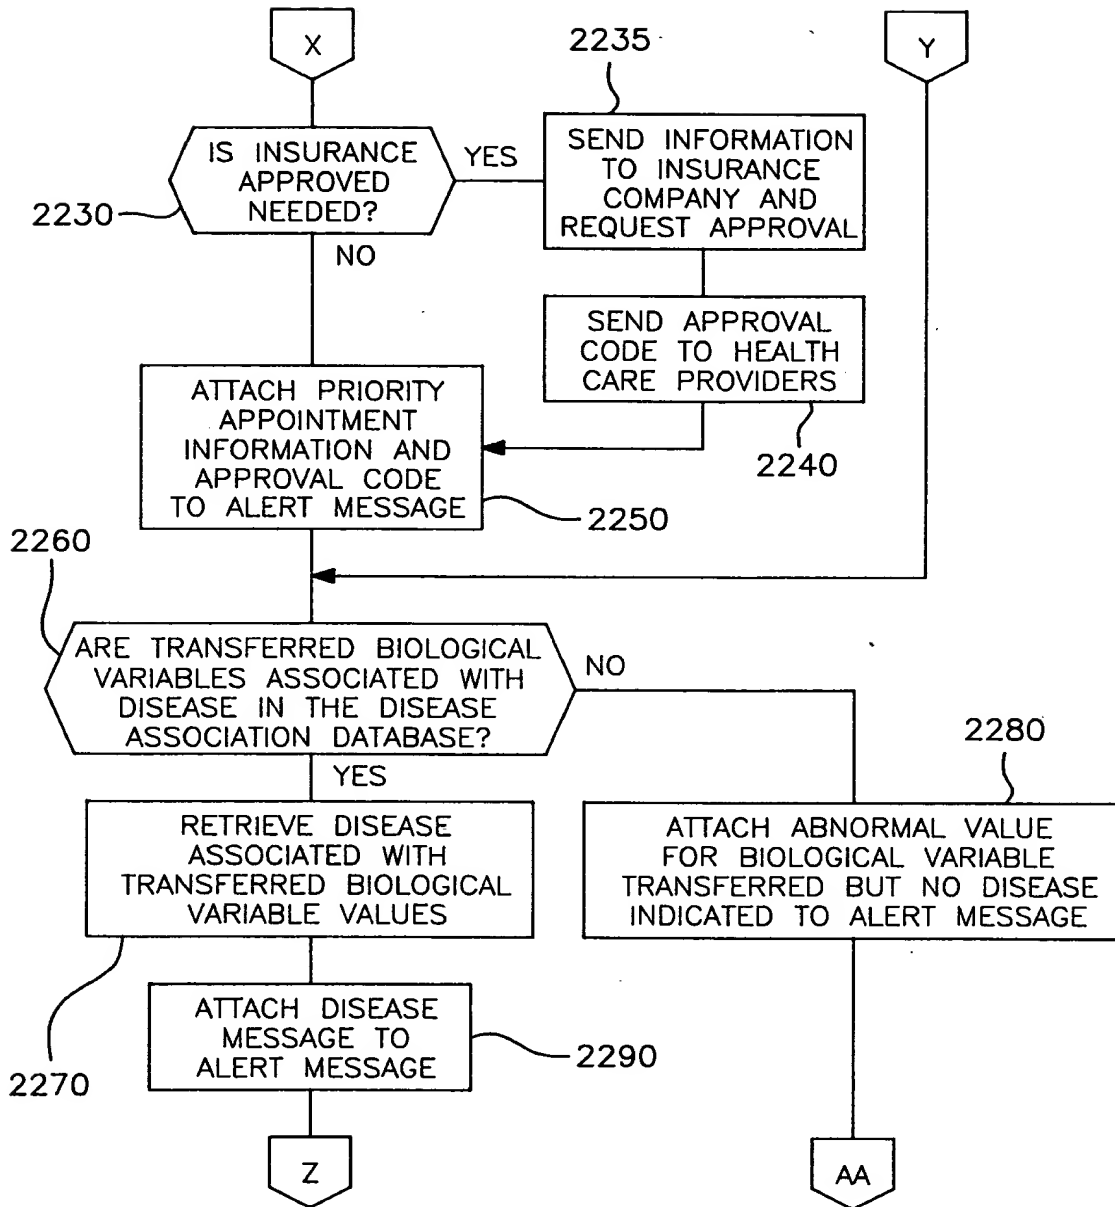 X
Y
2235
IS INSURANCE
APPROVED
NEEDED?
YES
SEND INFORMATION
TO INSURANCE
COMPANY AND
REQUEST APPROVAL
2230
NO
SEND APPROVAL
CODE TO HEALTH
CARE PROVIDERS
2240
ATTACH PRIORITY
APPOINTMENT
INFORMATION AND
APPROVAL CODE
TO ALERT MESSAGE
2250
2260
ARE TRANSFERRED BIOLOGICAL
VARIABLES ASSOCIATED WITH
DISEASE IN THE DISEASE
ASSOCIATION DATABASE?
NO
YES
2280
RETRIEVE DISEASE
ASSOCIATED WITH
TRANSFERRED BIOLOGICAL
VARIABLE VALUES
2270
ATTACH ABNORMAL VALUE
FOR BIOLOGICAL VARIABLE
TRANSFERRED BUT NO DISEASE
INDICATED TO ALERT MESSAGE
ATTACH DISEASE
MESSAGE TO
ALERT MESSAGE
2290
Z
AA